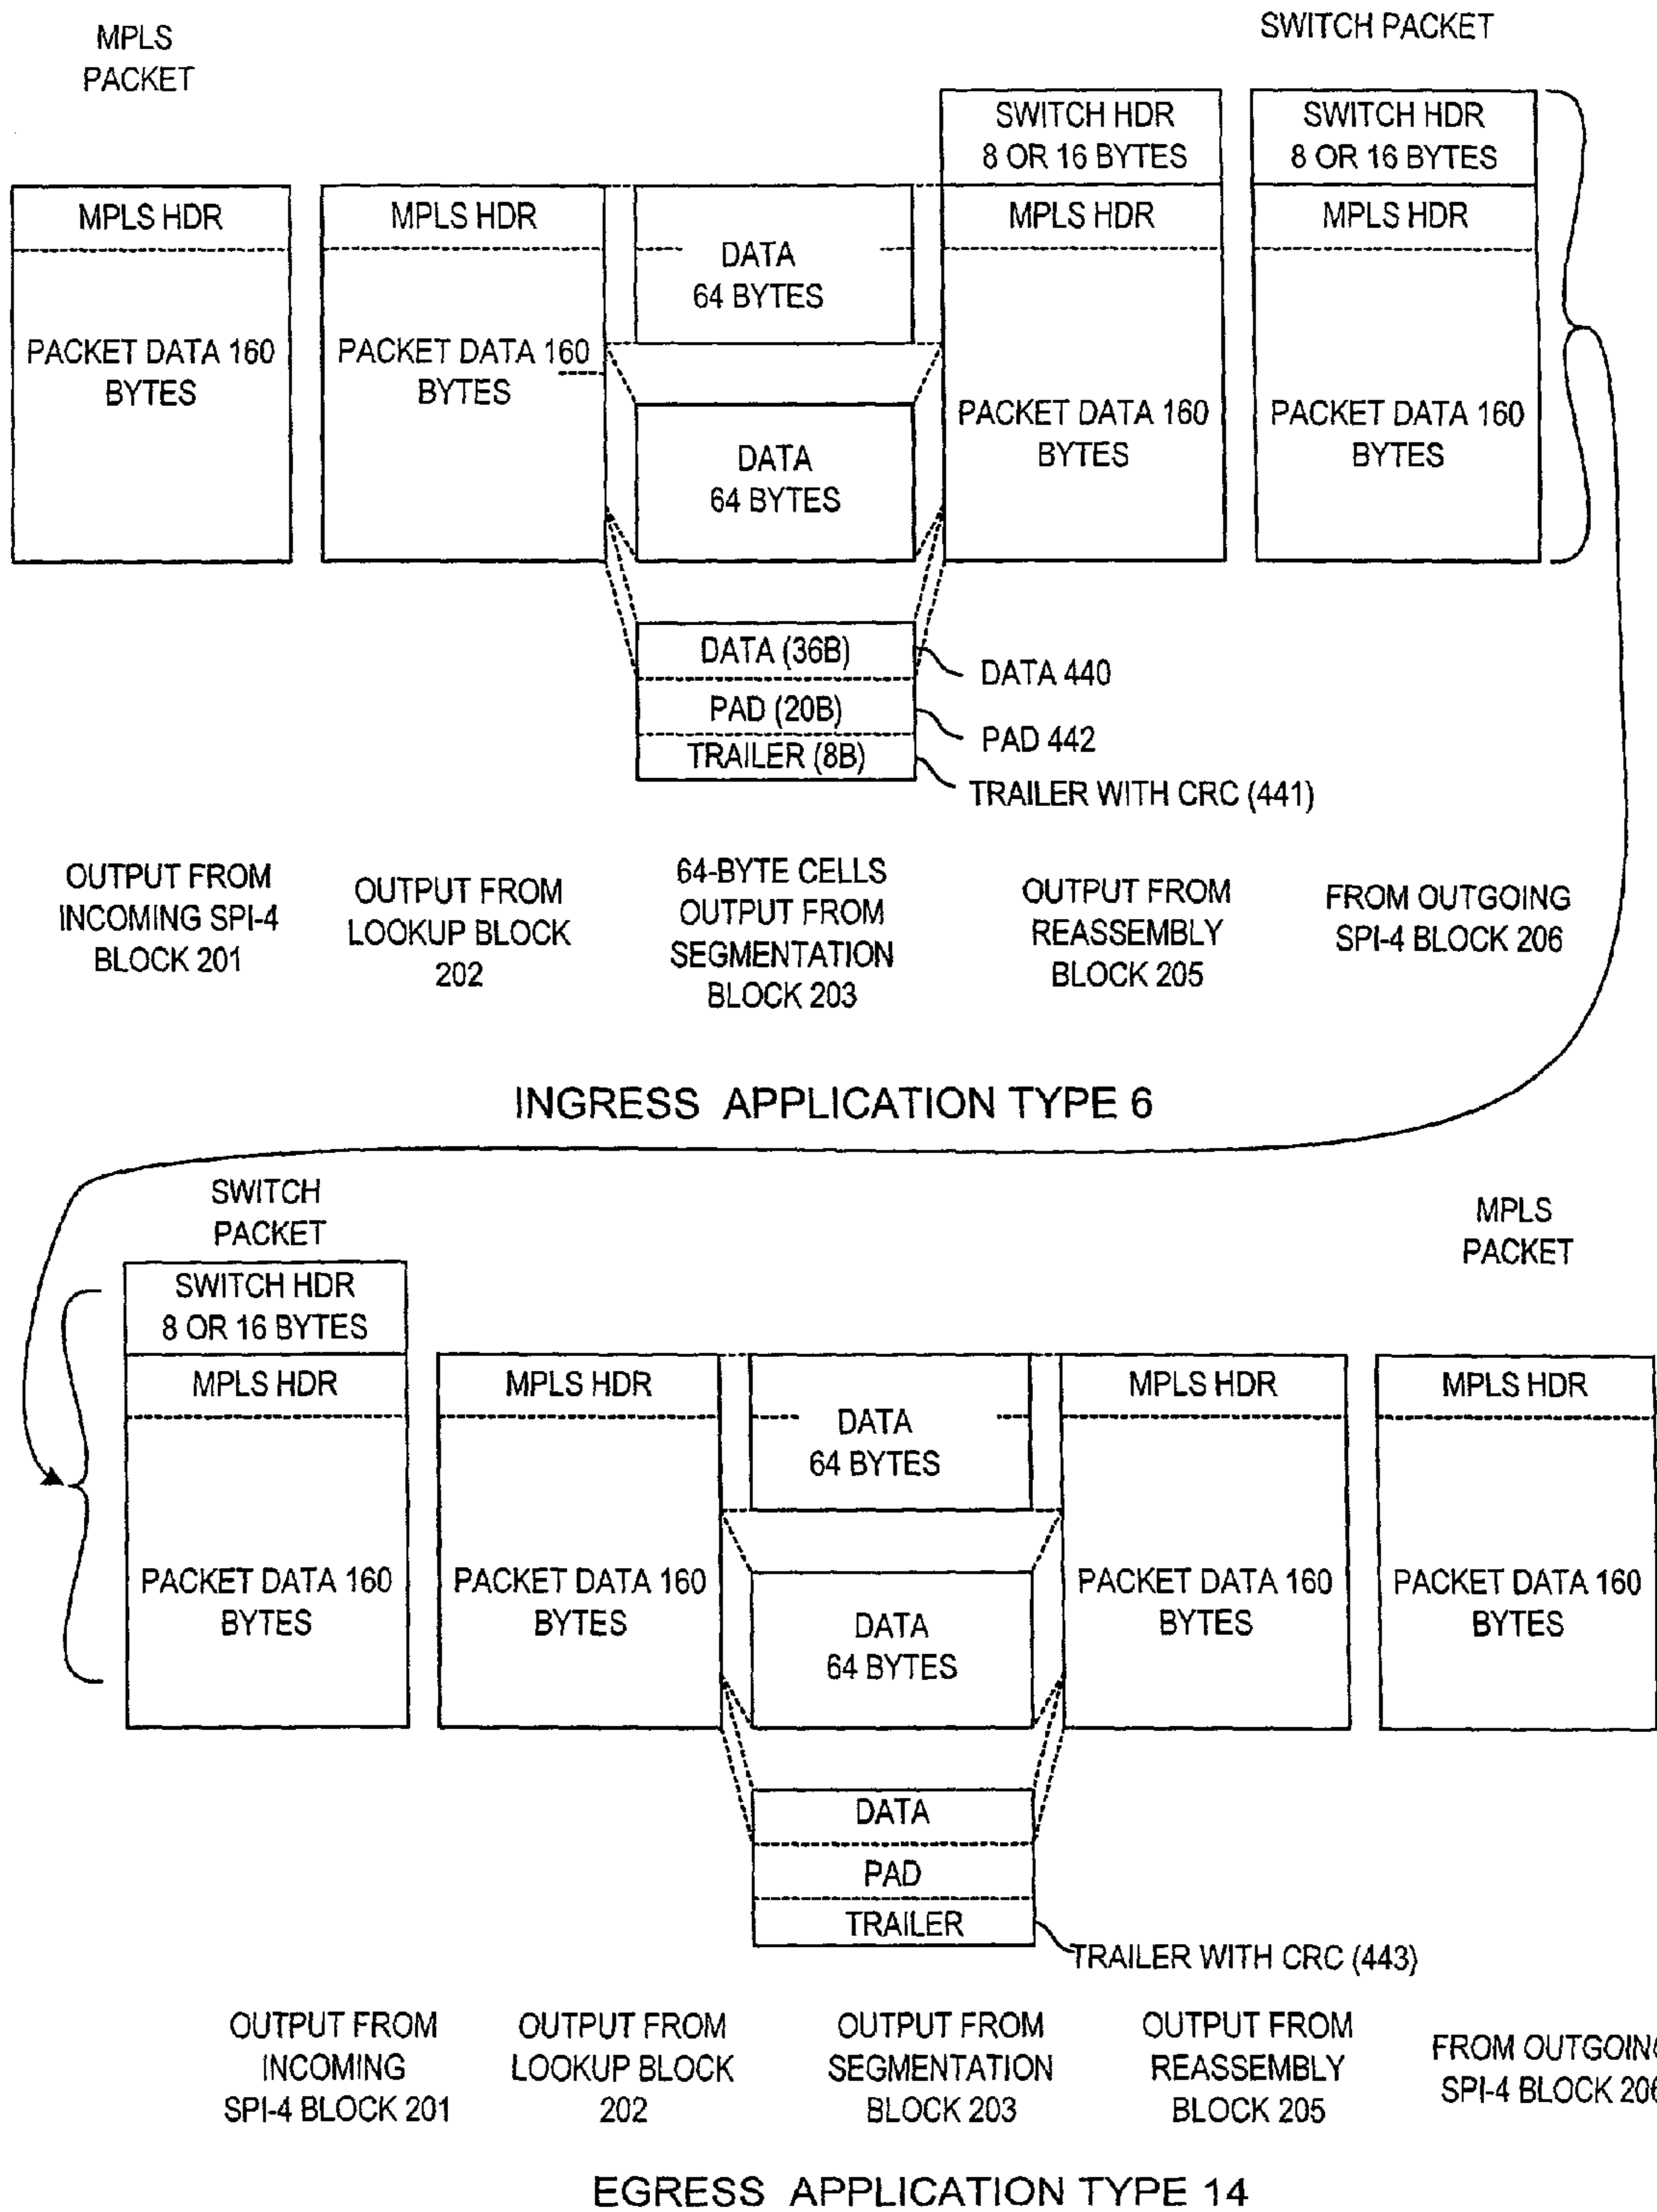 MPLS
PACKET
SWITCH PACKET
MPLS HDR
PACKET DATA 160
BYTES
MPLS HDR
PACKET DATA 160
BYTES
DATA
64 BYTES
DATA
64 BYTES
DATA (36B)
PAD (20B)
TRAILER (8B)
DATA 440
PAD 442
TRAILER WITH CRC (441)
SWITCH HDR
8 OR 16 BYTES
MPLS HDR
PACKET DATA 160
BYTES
SWITCH HDR
8 OR 16 BYTES
MPLS HDR
PACKET DATA 160
BYTES
OUTPUT FROM
INCOMING SPI-4
BLOCK 201
OUTPUT FROM
LOOKUP BLOCK
202
64-BYTE CELLS
OUTPUT FROM
SEGMENTATION
BLOCK 203
OUTPUT FROM
REASSEMBLY
BLOCK 205
FROM OUTGOING
SPI-4 BLOCK 206
INGRESS APPLICATION TYPE 6
SWITCH
PACKET
MPLS
PACKET
SWITCH HDR
8 OR 16 BYTES
MPLS HDR
PACKET DATA 160
BYTES
MPLS HDR
PACKET DATA 160
BYTES
DATA
64 BYTES
DATA
64 BYTES
DATA
PAD
TRAILER
TRAILER WITH CRC (443)
MPLS HDR
PACKET DATA 160
BYTES
MPLS HDR
PACKET DATA 160
BYTES
OUTPUT FROM
INCOMING
SPI-4 BLOCK 201
OUTPUT FROM
LOOKUP BLOCK
202
OUTPUT FROM
SEGMENTATION
BLOCK 203
OUTPUT FROM
REASSEMBLY
BLOCK 205
FROM OUTGOING
SPI-4 BLOCK 206
EGRESS APPLICATION TYPE 14